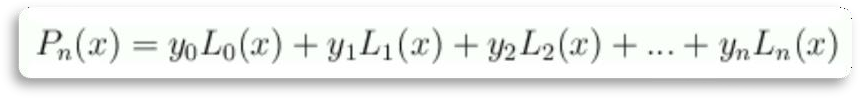 Pₙ(x) = y₀L₀(x) + y₁L₁(x) + y₂L₂(x) + ... + yₙLₙ(x)